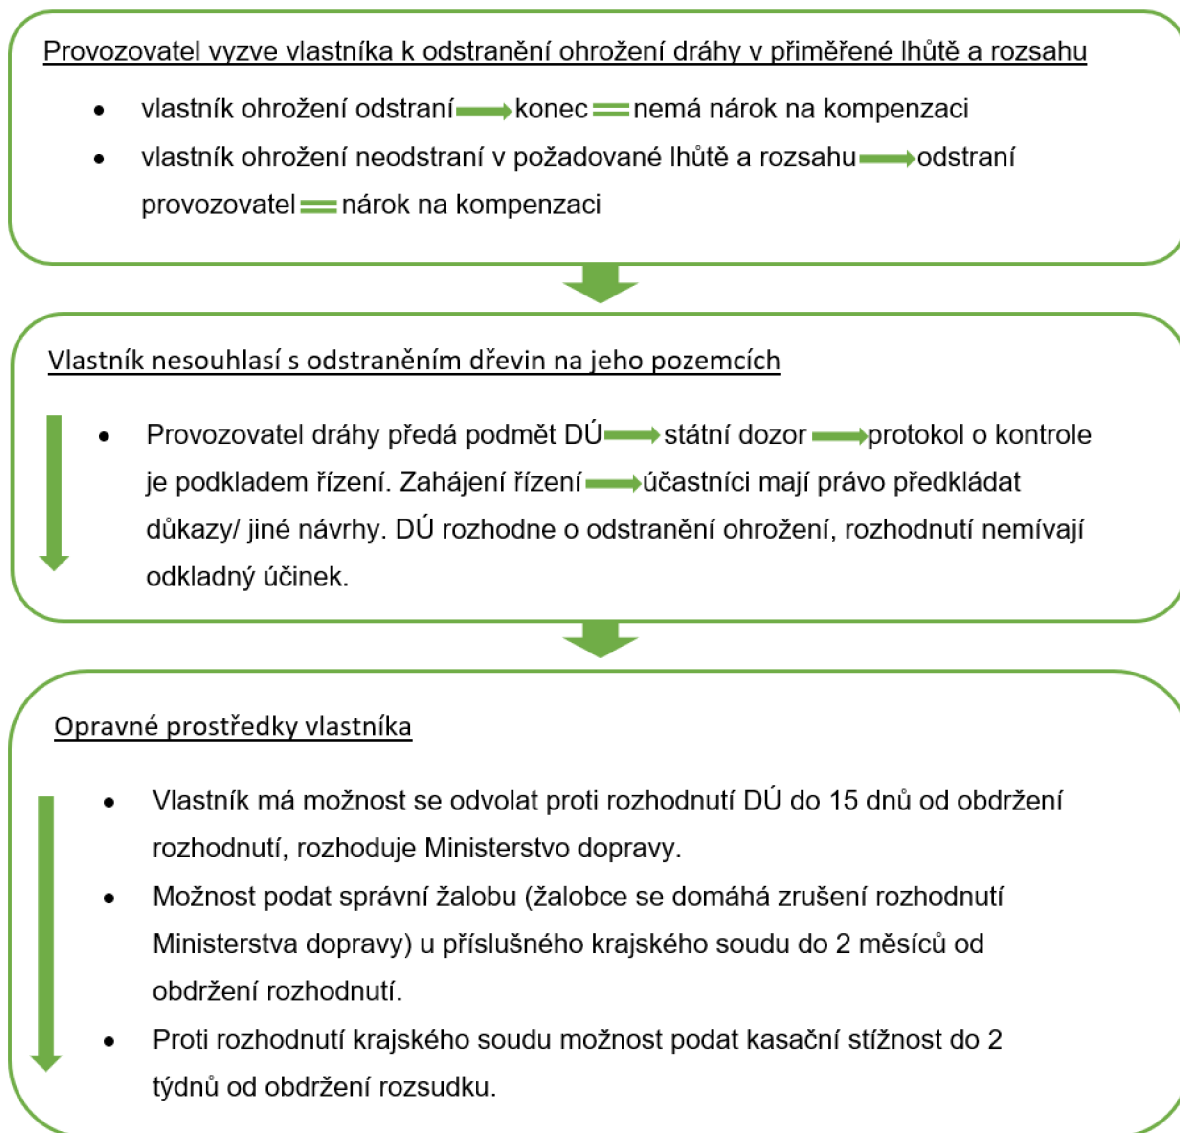 Provozovatel vyzve vlastníka k odstranění ohrožení dráhy v přiměřené lhůtě a rozsahu
• vlastník ohrožení odstraní konec nemá nárok na kompenzaci
• vlastník ohrožení neodstraní v požadované lhůtě a rozsahu odstraní
provozovatel nárok na kompenzaci
Vlastník nesouhlasí s odstraněním dřevin na jeho pozemcích
• Provozovatel dráhy předá podmět DÚ státní dozor protokol o kontrole
je podkladem řízení. Zahájení řízení účastníci mají právo předkládat
důkazy/ jiné návrhy. DÚ rozhodne o odstranění ohrožení, rozhodnutí nemívají
odkladný účinek.
Opravné prostředky vlastníka
• Vlastník má možnost se odvolat proti rozhodnutí DÚ do 15 dnů od obdržení
rozhodnutí, rozhoduje Ministerstvo dopravy.
• Možnost podat správní žalobu (žalobce se domáhá zrušení rozhodnutí
Ministerstva dopravy) u příslušného krajského soudu do 2 měsíců od
obdržení rozhodnutí.
• Proti rozhodnutí krajského soudu možnost podat kasační stížnost do 2
týdnů od obdržení rozsudku.